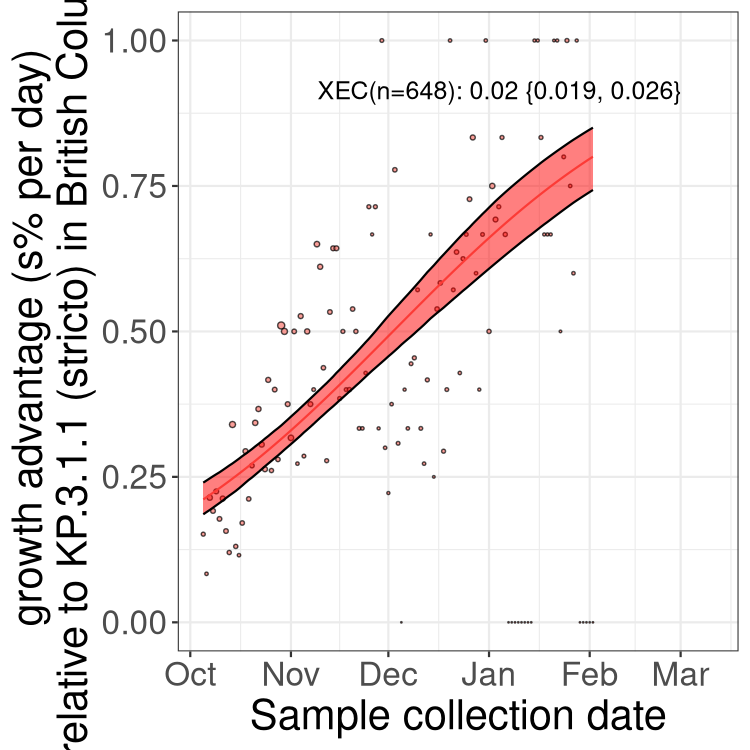 growth advantage (s% per day)
relative to KP.3.1.1 (stricto) in British Colu
1.00
0.75
0.50
0.25
0.00
XEC(n=648): 0.02 {0.019, 0.026}
Oct Nov Dec Jan Feb Mar
Sample collection date